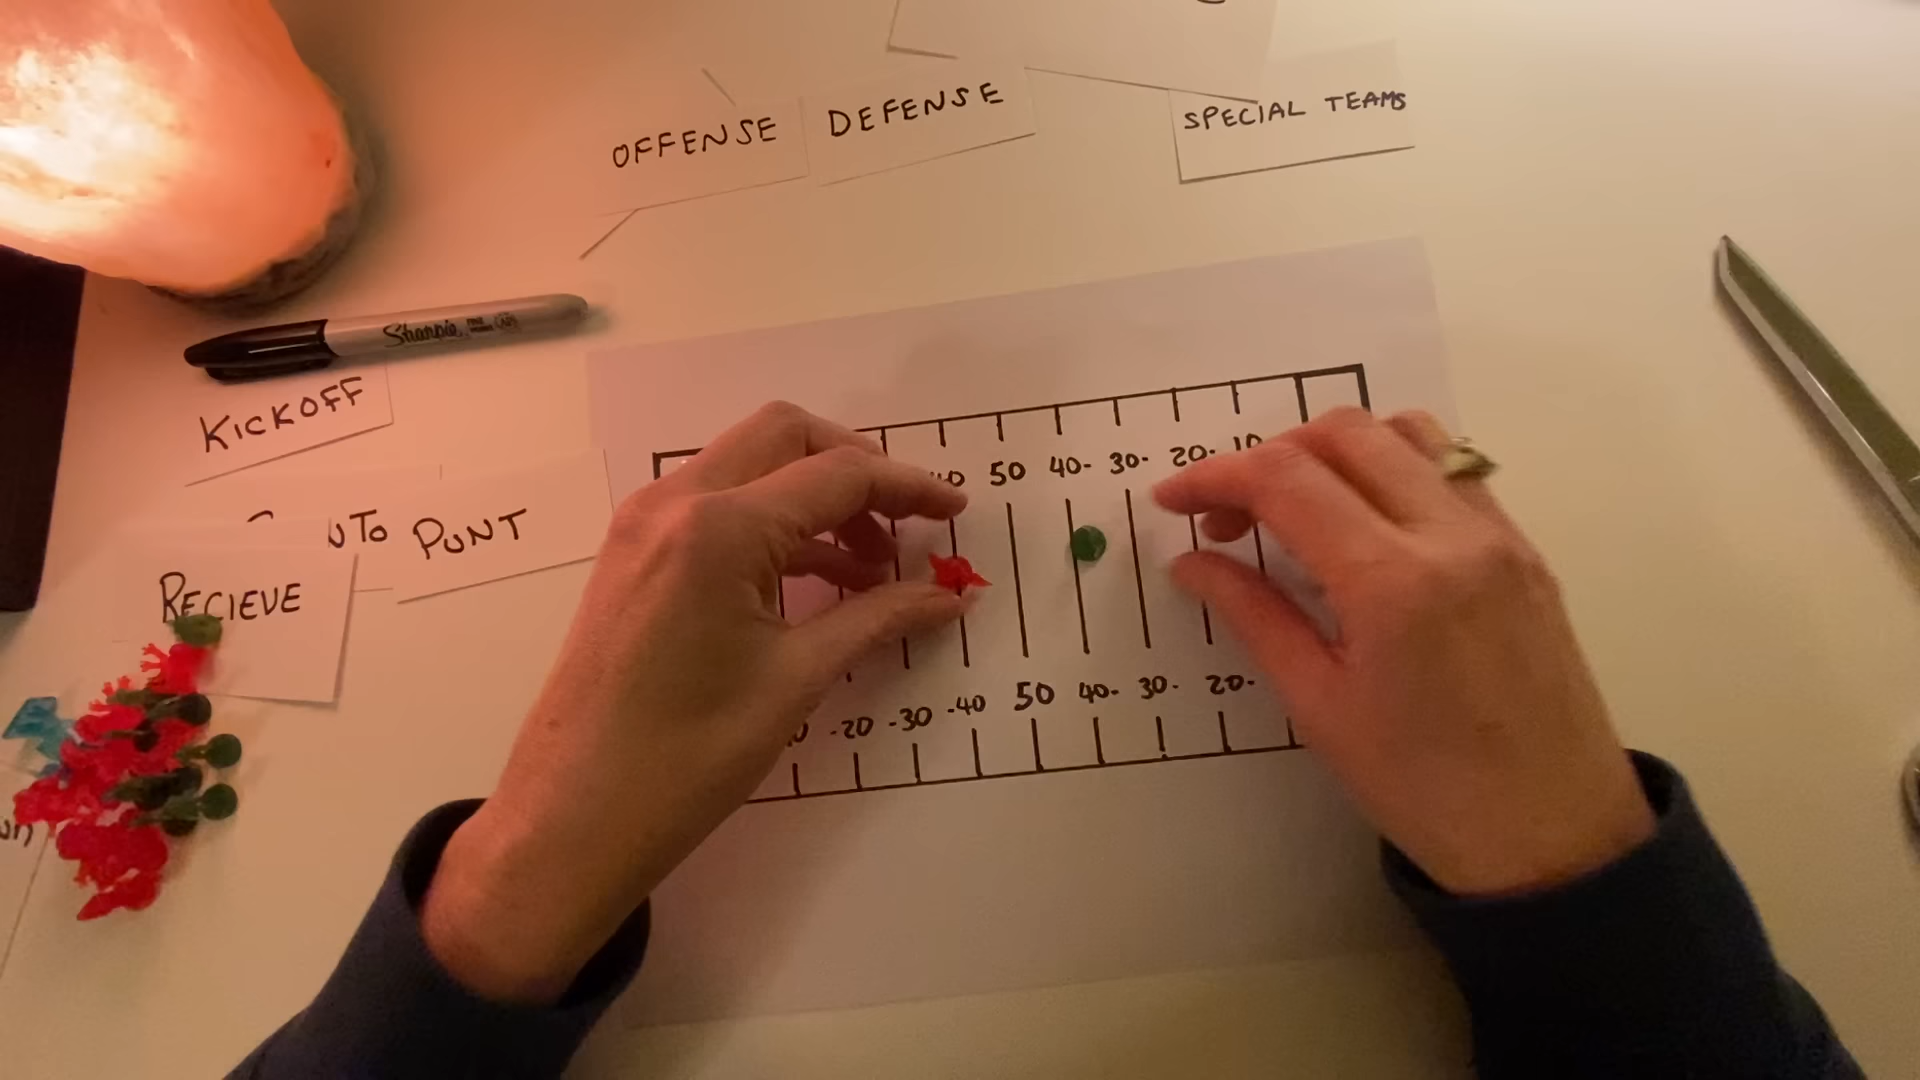 OFFENSE
DEFENSE
SPECIAL TEAMS
Sharpie
KICKOFF
PUNT
RECIEVE
50 40- 30- 20- 10
-20 -30 -40 50 40- 30- 20-